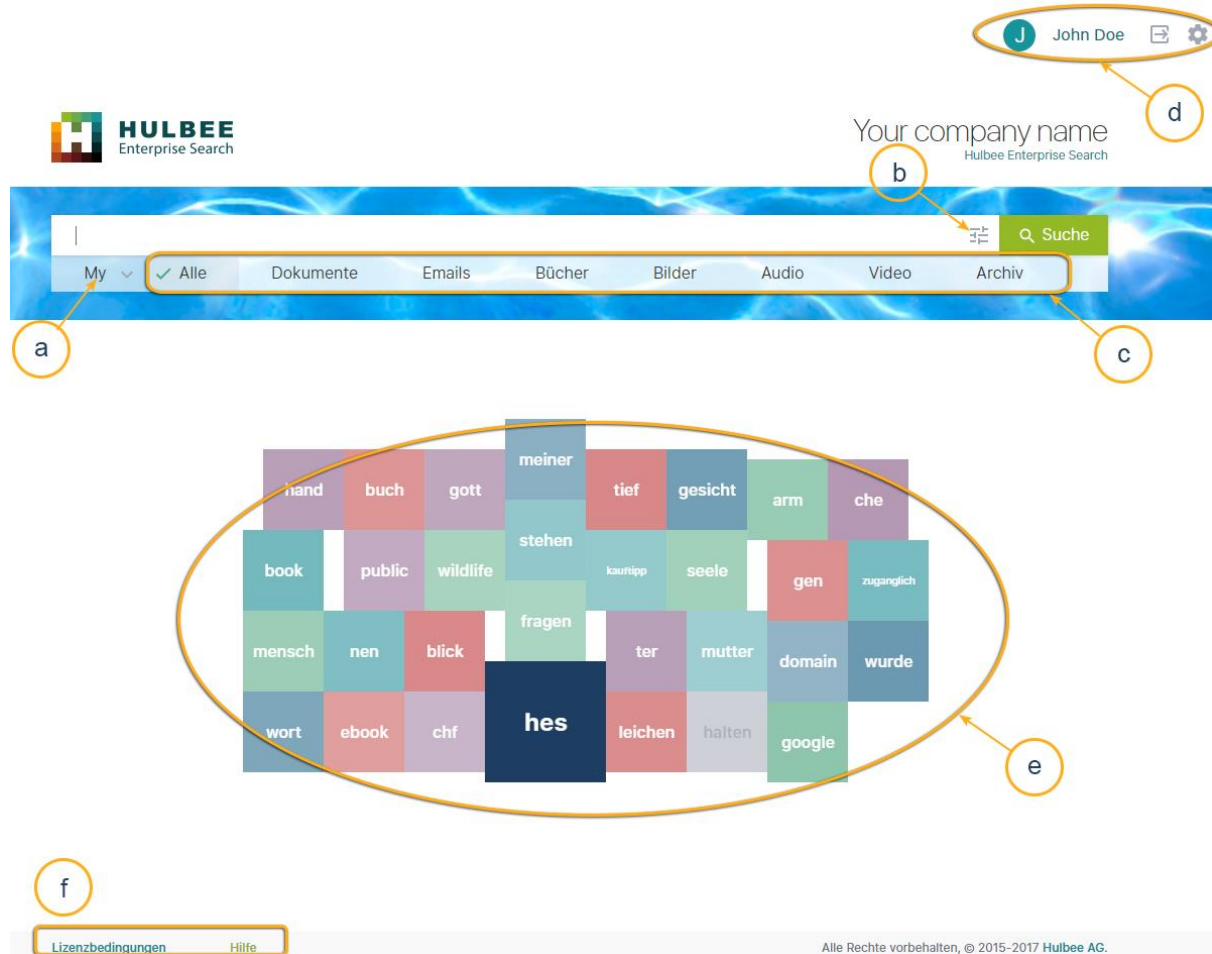 J John Doe
d
HULBEE
Enterprise Search
Your company name
Hulbee Enterprise Search
b
Suche
My Alle Dokumente Emails Bücher Bilder Audio Video Archiv
a
c
meiner
hand buch gott tief gesicht arm che
stehen
book public wildlife kauftipp seele gen zuganglich
fragen
mensch nen blick ter mutter domain wurde
wort ebook chf hes leichen halten google
e
f
Lizenzbedingungen Hilfe Alle Rechte vorbehalten, © 2015-2017 Hulbee AG.